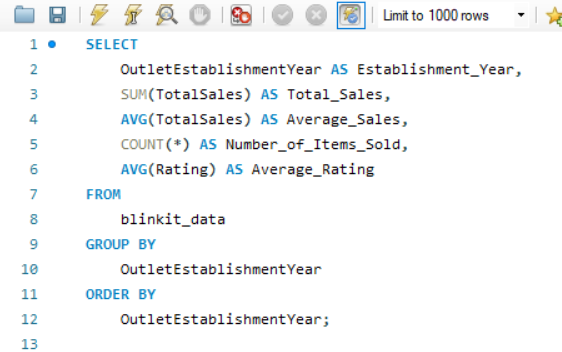 Limit to 1000 rows
1 SELECT
2 OutletEstablishmentYear AS Establishment_Year,
3 SUM(TotalSales) AS Total_Sales,
4 AVG(TotalSales) AS Average_Sales,
5 COUNT(*) AS Number_of_Items_Sold,
6 AVG(Rating) AS Average_Rating
7 FROM
8 blinkit_data
9 GROUP BY
10 OutletEstablishmentYear
11 ORDER BY
12 OutletEstablishmentYear;
13